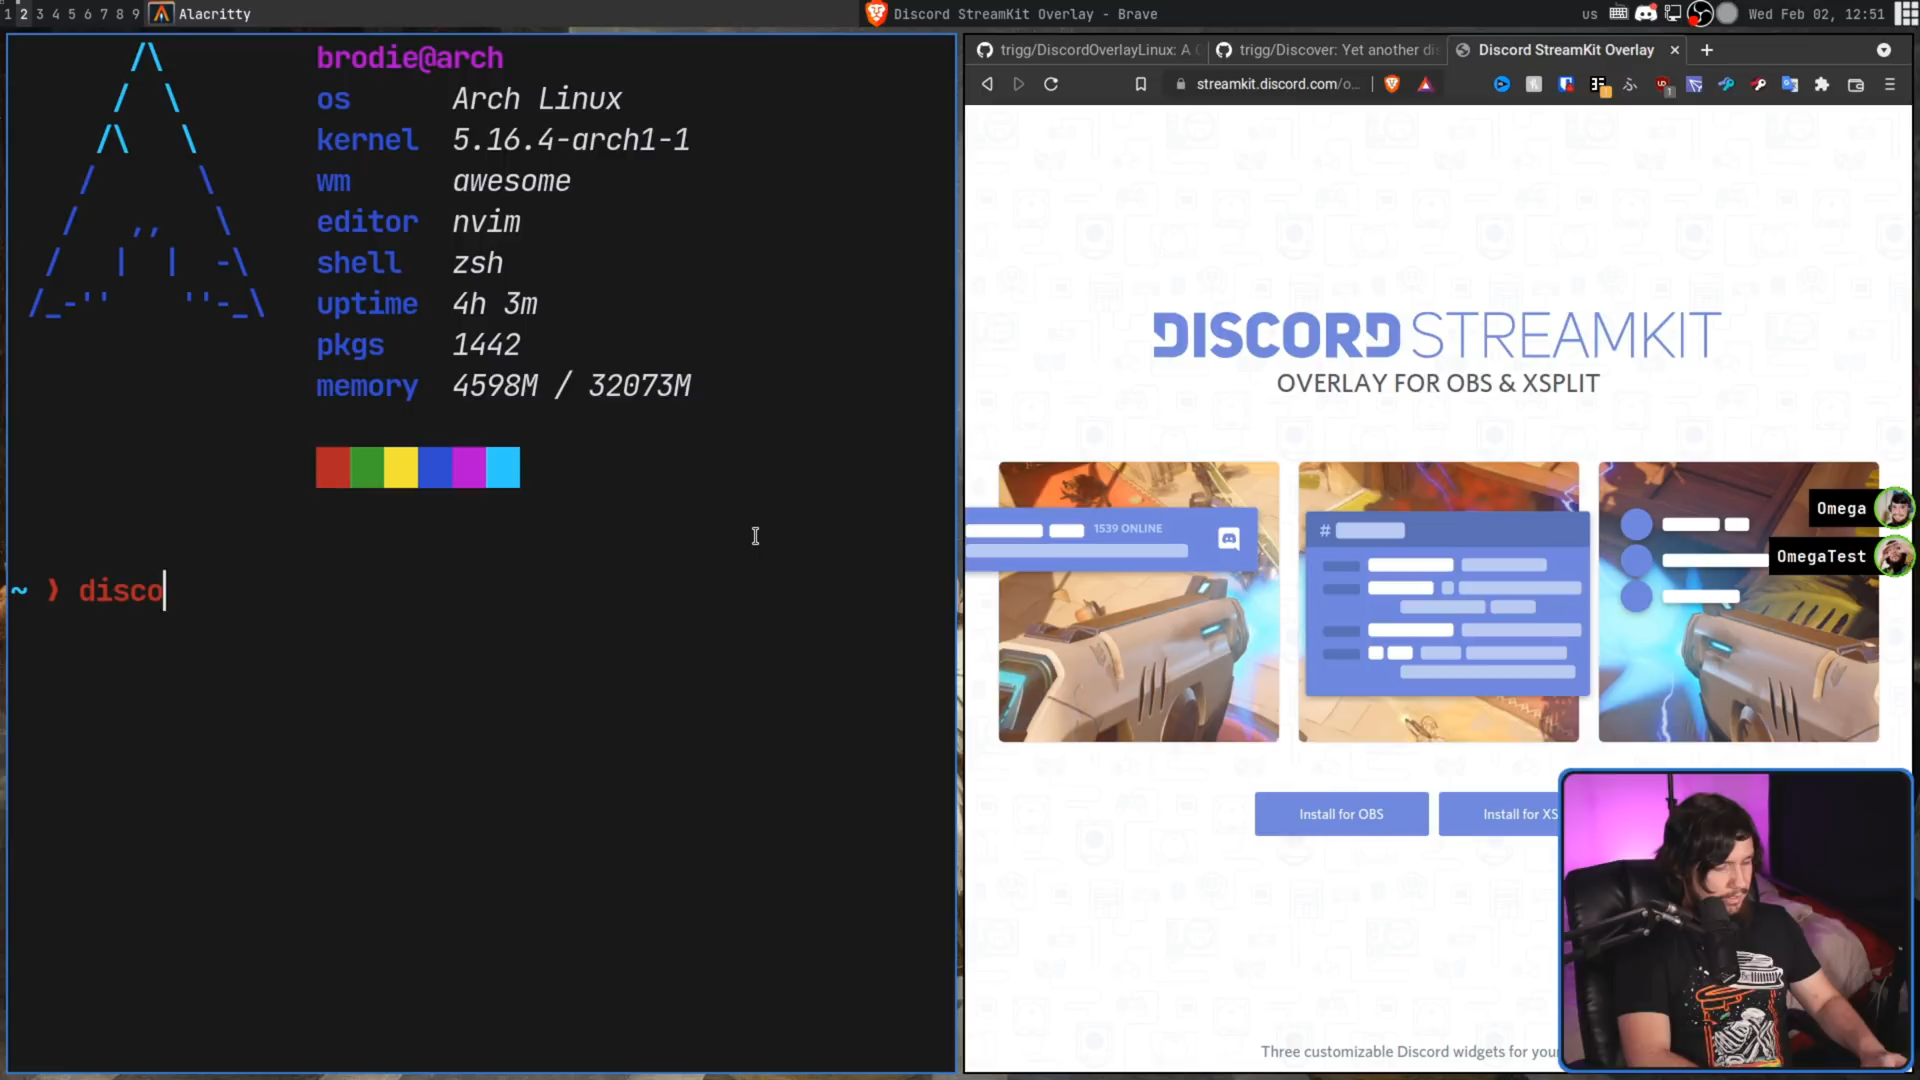 1 2 3 4 5 6 7 8 9 Alacritty
Discord StreamKit Overlay - Brave
us
Wed Feb 02, 12:51
trigg/DiscordOverlayLinux: A
trigg/Discover: Yet another di
Discord StreamKit Overlay
streamkit.discord.com/o...
brodie@arch
os Arch Linux
kernel 5.16.4-arch1-1
wm awesome
editor nvim
shell zsh
uptime 4h 3m
pkgs 1442
memory 4598M / 32073M
~ ❯ disco
DISCORD STREAMKIT
OVERLAY FOR OBS & XSPLIT
1539 ONLINE
#
Omega
OmegaTest
Install for OBS
Install for XS
Three customizable Discord widgets for your